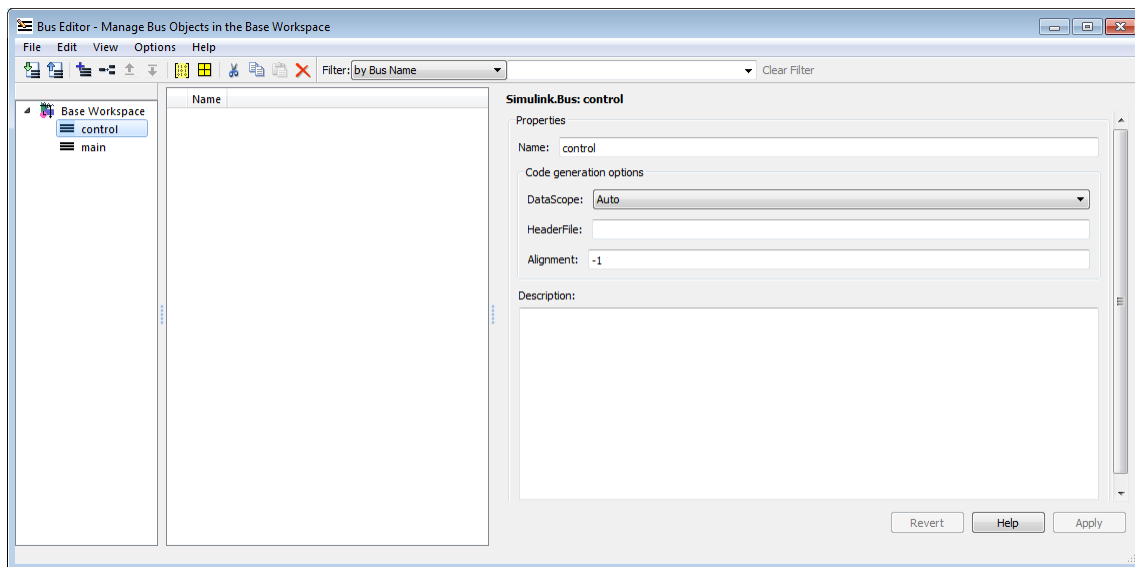 Bus Editor - Manage Bus Objects in the Base Workspace
File Edit View Options Help
Filter: by Bus Name Clear Filter
Base Workspace
control
main
Name
Simulink.Bus: control
Properties
Name: control
Code generation options
DataScope: Auto
HeaderFile:
Alignment: -1
Description:
Revert Help Apply